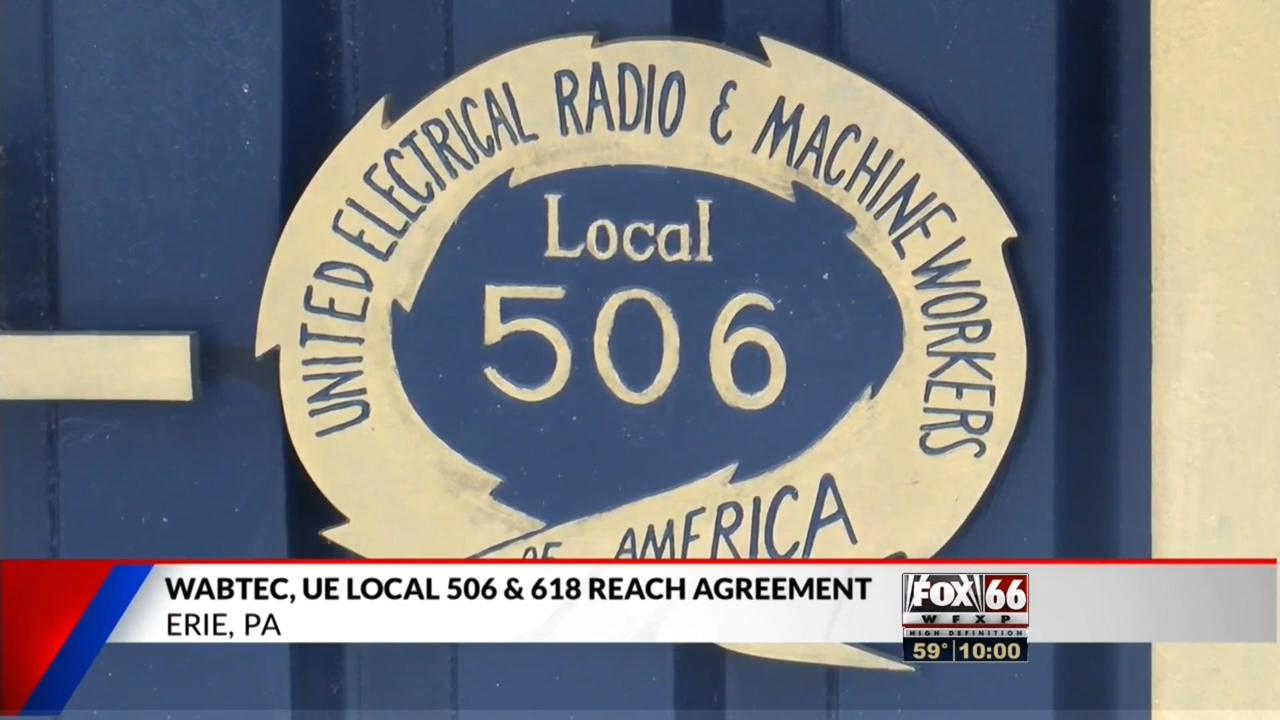 UNITED ELECTRICAL RADIO & MACHINE WORKERS
Local
506
OF AMERICA
WABTEC, UE LOCAL 506 & 618 REACH AGREEMENT
ERIE, PA
FOX 66
WFXP
HIGH DEFINITION
59° 10:00